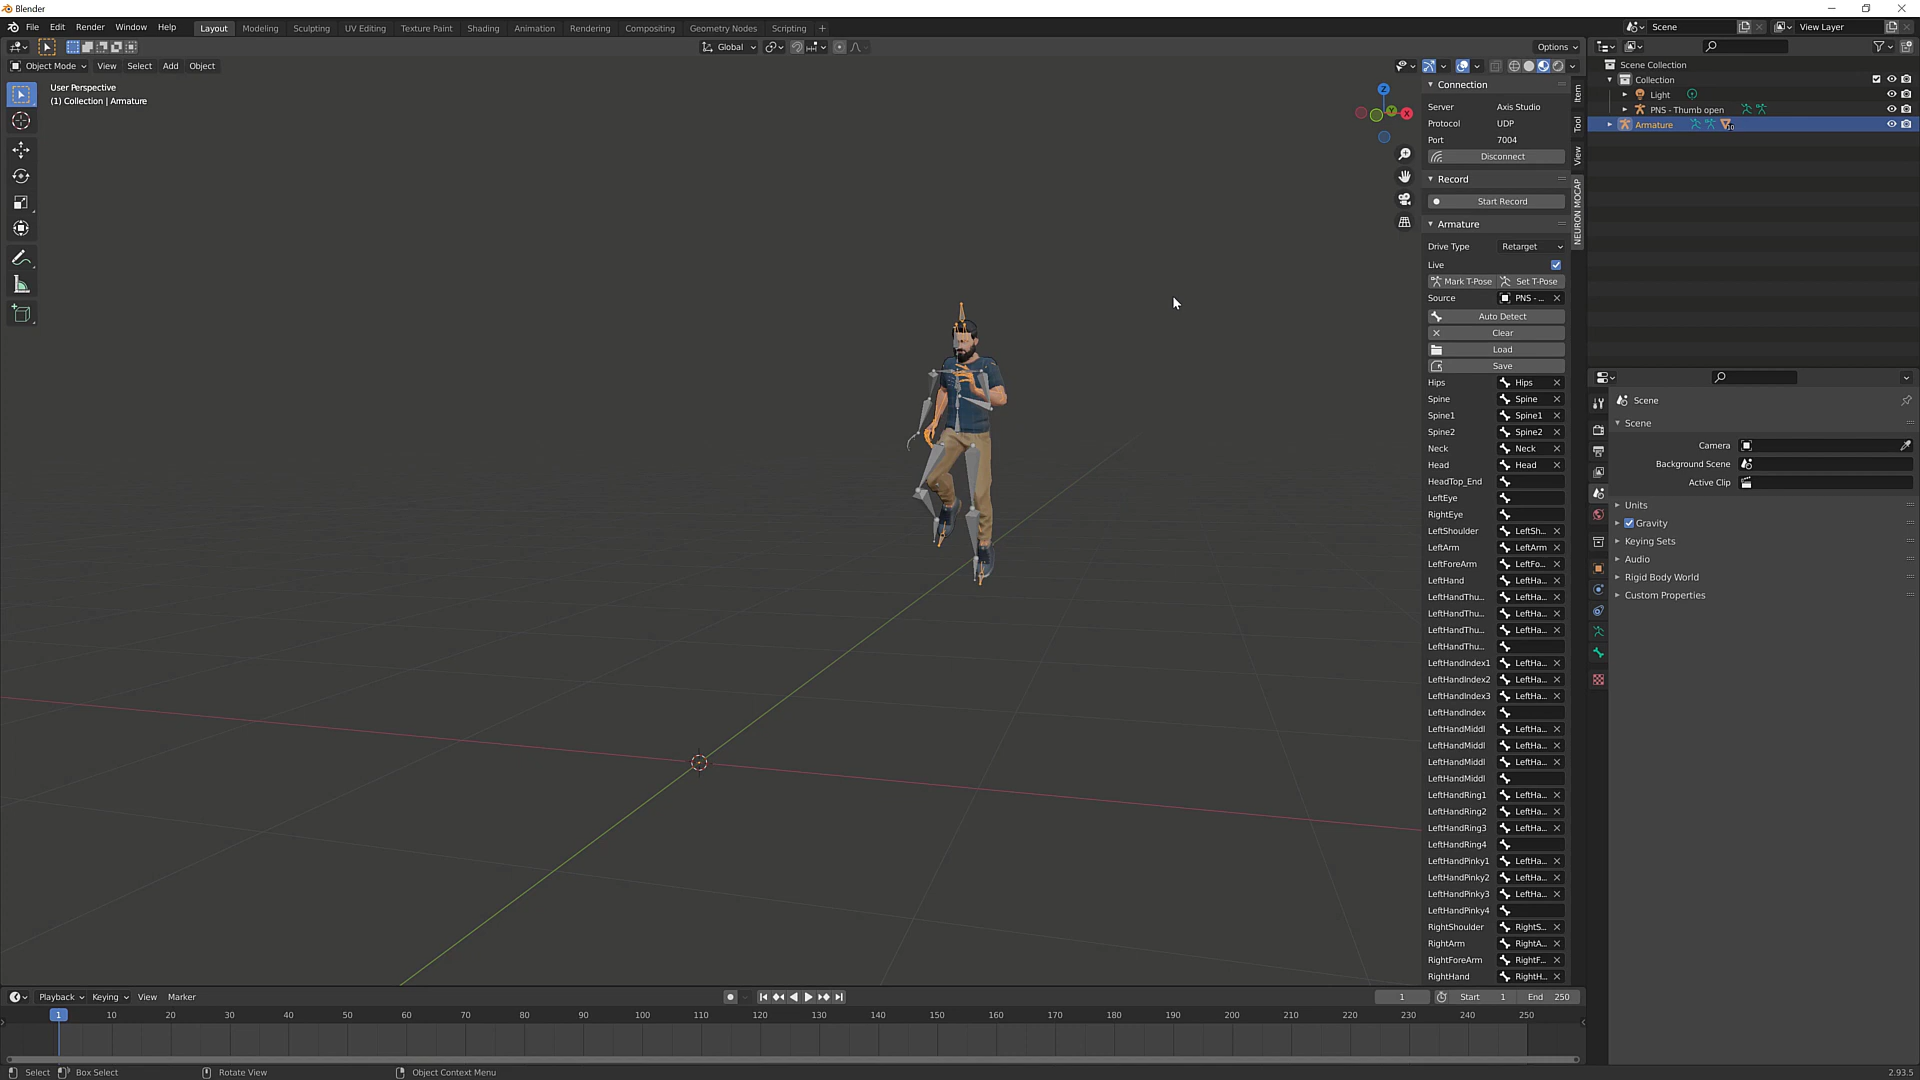 Blender
File Edit Render Window Help
Layout Modeling Sculpting UV Editing Texture Paint Shading Animation Rendering Compositing Geometry Nodes Scripting +
Scene
View Layer
Global
Options
Object Mode View Select Add Object
User Perspective
(1) Collection | Armature
Z
Y
X
Connection
Server Axis Studio
Protocol UDP
Port 7004
Disconnect
Record
Start Record
Armature
Drive Type Retarget
Live
Mark T-Pose Set T-Pose
Source PNS - ...
Auto Detect
Clear
Load
Save
Hips Hips
Spine Spine
Spine1 Spine1
Spine2 Spine2
Neck Neck
Head Head
HeadTop_End
LeftEye
RightEye
LeftShoulder LeftSh...
LeftArm LeftArm
LeftForeArm LeftFo...
LeftHand LeftHa...
LeftHandThu... LeftHa...
LeftHandThu... LeftHa...
LeftHandThu... LeftHa...
LeftHandThu...
LeftHandIndex1 LeftHa...
LeftHandIndex2 LeftHa...
LeftHandIndex3 LeftHa...
LeftHandIndex
LeftHandMiddl LeftHa...
LeftHandMiddl LeftHa...
LeftHandMiddl LeftHa...
LeftHandMiddl
LeftHandRing1 LeftHa...
LeftHandRing2 LeftHa...
LeftHandRing3 LeftHa...
LeftHandRing4
LeftHandPinky1 LeftHa...
LeftHandPinky2 LeftHa...
LeftHandPinky3 LeftHa...
LeftHandPinky4
RightShoulder RightS...
RightArm RightA...
RightForeArm RightF...
RightHand RightH...
Item
Tool
View
NEURON MOCAP
Scene Collection
Collection
Light
PNS - Thumb open
Armature
Scene
Scene
Camera
Background Scene
Active Clip
Units
Gravity
Keying Sets
Audio
Rigid Body World
Custom Properties
Playback Keying View Marker
1 Start 1 End 250
1 10 20 30 40 50 60 70 80 90 100 110 120 130 140 150 160 170 180 190 200 210 220 230 240 250
Select Box Select Rotate View Object Context Menu 2.93.5